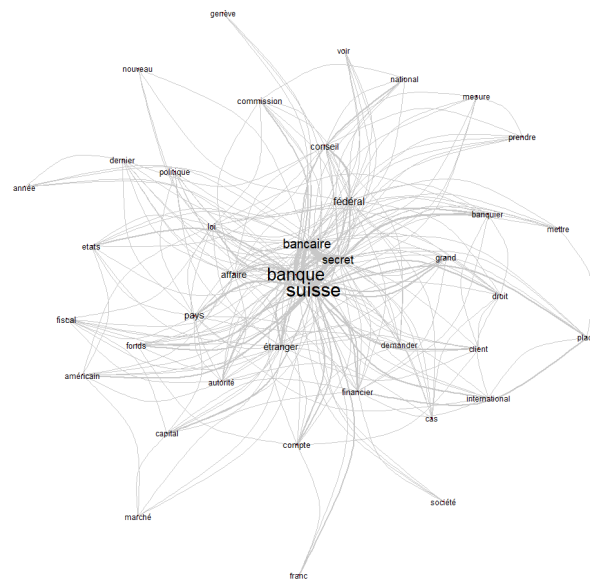 genève
voir
nouveau
national
commission
mesure
prendre
conseil
dernier
politique
année
fédéral
banquier
loi
mettre
etats
bancaire
secret
grand
affaire
banque
suisse
droit
pays
fiscal
plac
fonds
étranger
demander
client
américain
autorité
financier
international
cas
capital
compte
société
marché
franc